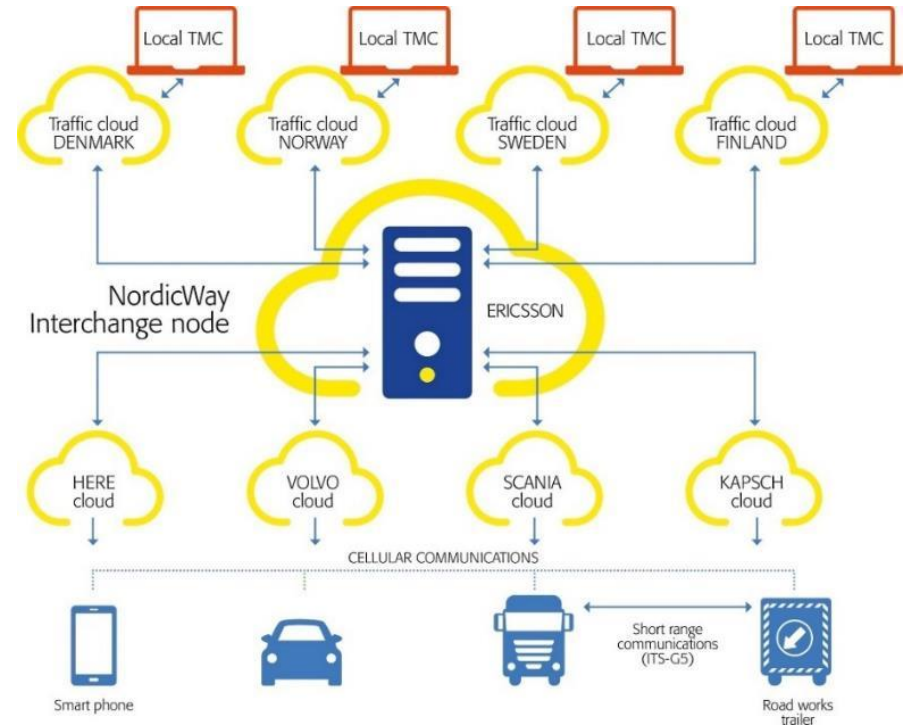 Local TMC
Local TMC
Local TMC
Local TMC
Traffic cloud
DENMARK
Traffic cloud
NORWAY
Traffic cloud
SWEDEN
Traffic cloud
FINLAND
NordicWay
Interchange node
ERICSSON
HERE
cloud
VOLVO
cloud
SCANIA
cloud
KAPSCH
cloud
CELLULAR COMMUNICATIONS
Short range
communications
(ITS-G5)
Smart phone
Road works
trailer